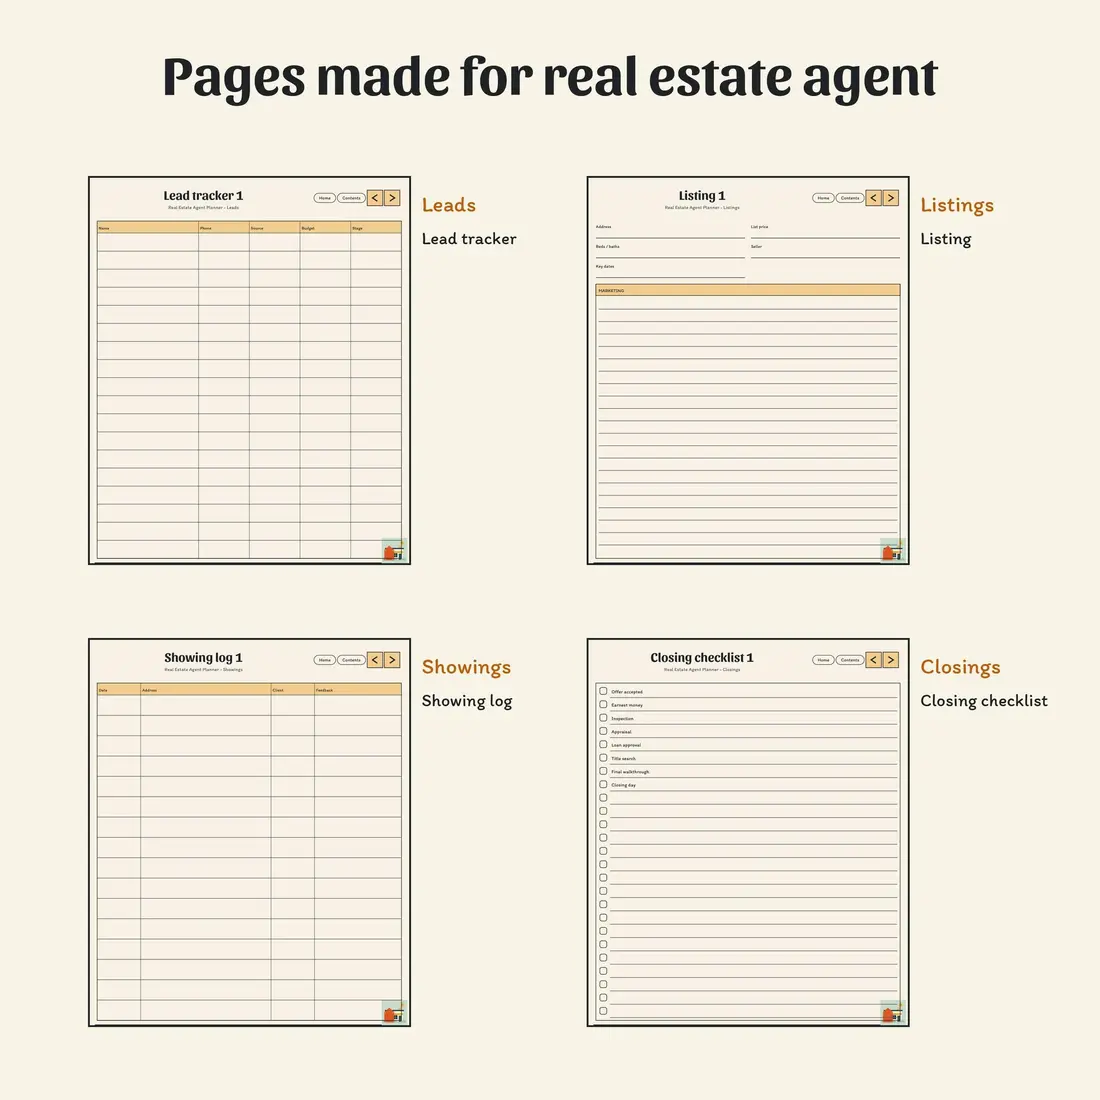 Pages made for real estate agent
Lead tracker 1
Real Estate Agent Planner - Leads
Home
Contents
<
>
Name
Phone
Source
Budget
Stage
Leads
Lead tracker
Listing 1
Real Estate Agent Planner - Listings
Home
Contents
<
>
Address
List price
Beds / baths
Seller
Key dates
MARKETING
Listings
Listing
Showing log 1
Real Estate Agent Planner - Showings
Home
Contents
<
>
Date
Address
Client
Feedback
Showings
Showing log
Closing checklist 1
Real Estate Agent Planner - Closings
Home
Contents
<
>
Offer accepted
Earnest money
Inspection
Appraisal
Loan approval
Title search
Final walkthrough
Closing day
Closings
Closing checklist